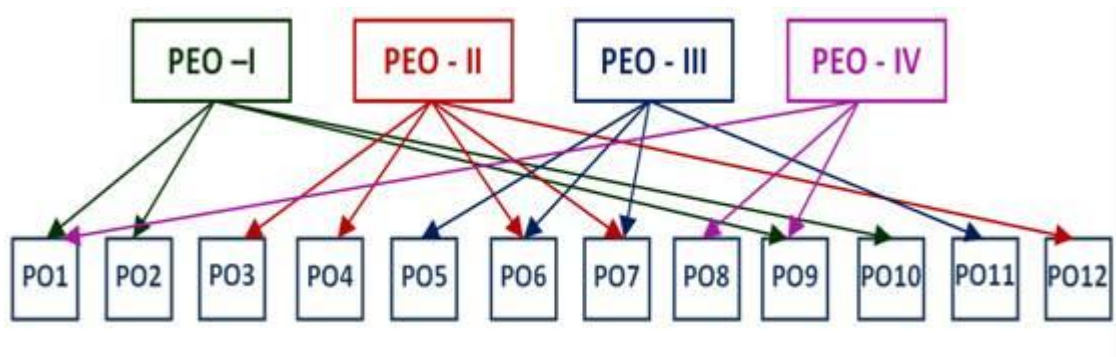 PEO –I PEO - II PEO - III PEO - IV
PO1 PO2 PO3 PO4 PO5 PO6 PO7 PO8 PO9 PO10 PO11 PO12